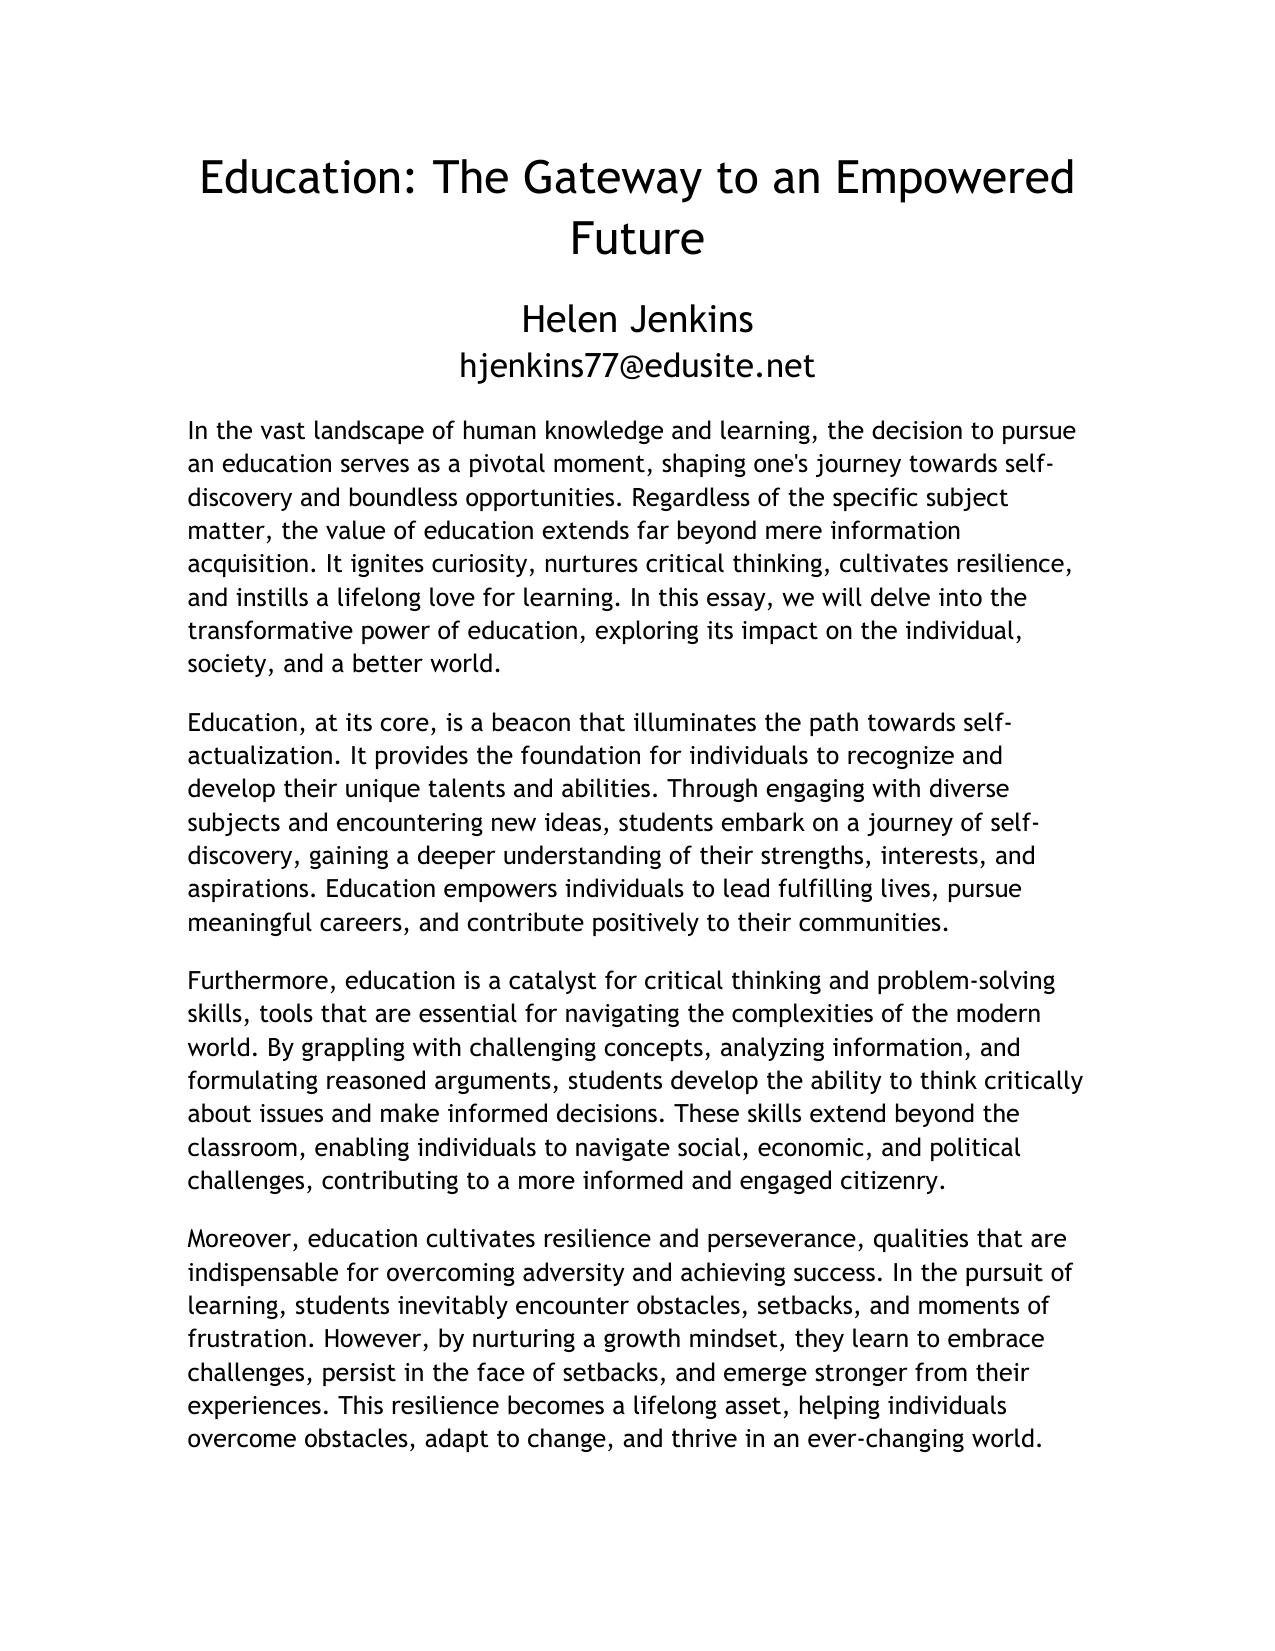 Education: The Gateway to an Empowered
Future
Helen Jenkins
hjenkins77@edusite.net
In the vast landscape of human knowledge and learning, the decision to pursue
an education serves as a pivotal moment, shaping one's journey towards self-
discovery and boundless opportunities. Regardless of the specific subject
matter, the value of education extends far beyond mere information
acquisition. It ignites curiosity, nurtures critical thinking, cultivates resilience,
and instills a lifelong love for learning. In this essay, we will delve into the
transformative power of education, exploring its impact on the individual,
society, and a better world.
Education, at its core, is a beacon that illuminates the path towards self-
actualization. It provides the foundation for individuals to recognize and
develop their unique talents and abilities. Through engaging with diverse
subjects and encountering new ideas, students embark on a journey of self-
discovery, gaining a deeper understanding of their strengths, interests, and
aspirations. Education empowers individuals to lead fulfilling lives, pursue
meaningful careers, and contribute positively to their communities.
Furthermore, education is a catalyst for critical thinking and problem-solving
skills, tools that are essential for navigating the complexities of the modern
world. By grappling with challenging concepts, analyzing information, and
formulating reasoned arguments, students develop the ability to think critically
about issues and make informed decisions. These skills extend beyond the
classroom, enabling individuals to navigate social, economic, and political
challenges, contributing to a more informed and engaged citizenry.
Moreover, education cultivates resilience and perseverance, qualities that are
indispensable for overcoming adversity and achieving success. In the pursuit of
learning, students inevitably encounter obstacles, setbacks, and moments of
frustration. However, by nurturing a growth mindset, they learn to embrace
challenges, persist in the face of setbacks, and emerge stronger from their
experiences. This resilience becomes a lifelong asset, helping individuals
overcome obstacles, adapt to change, and thrive in an ever-changing world.